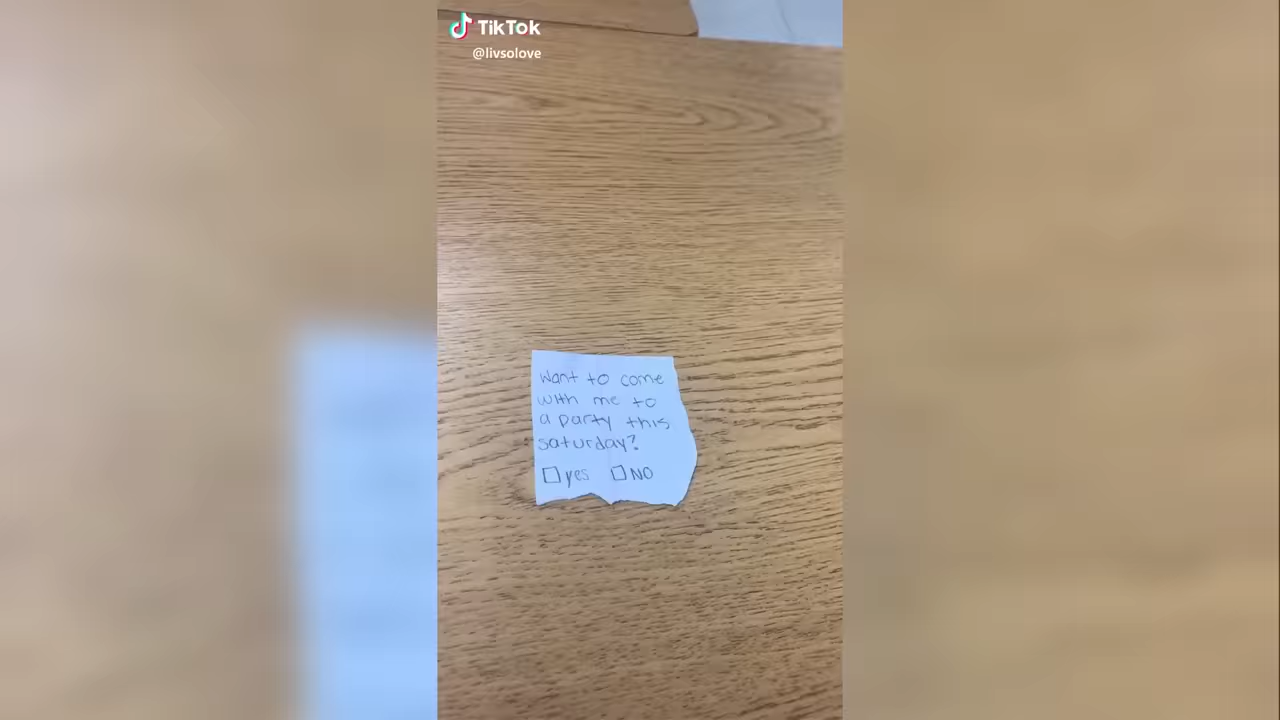 TikTok
@livsolove
Want to come
with me to
a party this
saturday?
yes NO